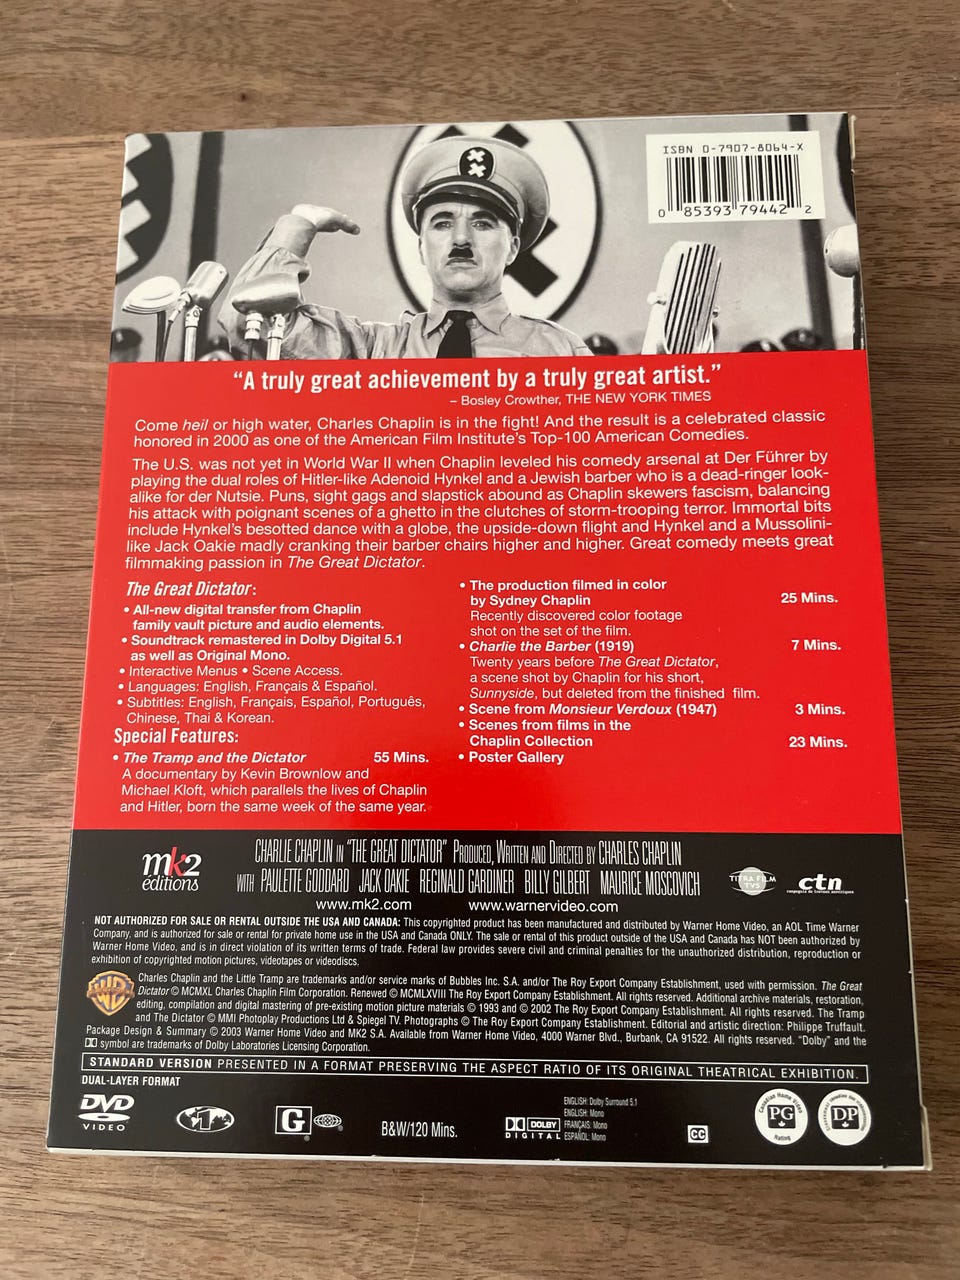 ISBN 0-7907-8064-X
0 85393 79442 2
“A truly great achievement by a truly great artist.”
– Bosley Crowther, THE NEW YORK TIMES
Come heil or high water, Charles Chaplin is in the fight! And the result is a celebrated classic
honored in 2000 as one of the American Film Institute's Top-100 American Comedies.
The U.S. was not yet in World War II when Chaplin leveled his comedy arsenal at Der Führer by
playing the dual roles of Hitler-like Adenoid Hynkel and a Jewish barber who is a dead-ringer look-
alike for der Nutsie. Puns, sight gags and slapstick abound as Chaplin skewers fascism, balancing
his attack with poignant scenes of a ghetto in the clutches of storm-trooping terror. Immortal bits
include Hynkel's besotted dance with a globe, the upside-down flight and Hynkel and a Mussolini-
like Jack Oakie madly cranking their barber chairs higher and higher. Great comedy meets great
filmmaking passion in The Great Dictator.
The Great Dictator:
• All-new digital transfer from Chaplin
family vault picture and audio elements.
• Soundtrack remastered in Dolby Digital 5.1
as well as Original Mono.
• Interactive Menus • Scene Access.
• Languages: English, Français & Español.
• Subtitles: English, Français, Español, Português,
Chinese, Thai & Korean.
Special Features:
• The Tramp and the Dictator 55 Mins.
A documentary by Kevin Brownlow and
Michael Kloft, which parallels the lives of Chaplin
and Hitler, born the same week of the same year.
• The production filmed in color
by Sydney Chaplin 25 Mins.
Recently discovered color footage
shot on the set of the film.
• Charlie the Barber (1919) 7 Mins.
Twenty years before The Great Dictator,
a scene shot by Chaplin for his short,
Sunnyside, but deleted from the finished film.
• Scene from Monsieur Verdoux (1947) 3 Mins.
• Scenes from films in the
Chaplin Collection 23 Mins.
• Poster Gallery
mk2
editions
CHARLIE CHAPLIN IN "THE GREAT DICTATOR" PRODUCED, WRITTEN AND DIRECTED BY CHARLES CHAPLIN
WITH PAULETTE GODDARD JACK OAKIE REGINALD GARDINER BILLY GILBERT MAURICE MOSCOVICH
www.mk2.com www.warnervideo.com
TITRA FILM
TVS
ctn
NOT AUTHORIZED FOR SALE OR RENTAL OUTSIDE THE USA AND CANADA: This copyrighted product has been manufactured and distributed by Warner Home Video, an AOL Time Warner
Company, and is authorized for sale or rental for private home use in the USA and Canada ONLY. The sale or rental of this product outside of the USA and Canada has NOT been authorized by
Warner Home Video, and is in direct violation of its written terms of trade. Federal law provides severe civil and criminal penalties for the unauthorized distribution, reproduction or
exhibition of copyrighted motion pictures, videotapes or videodiscs.
WB
Charles Chaplin and the Little Tramp are trademarks and/or service marks of Bubbles Inc. S.A. and/or The Roy Export Company Establishment, used with permission. The Great
Dictator © MCMXL Charles Chaplin Film Corporation. Renewed © MCMLXVIII The Roy Export Company Establishment. All rights reserved. Additional archive materials, restoration,
editing, compilation and digital mastering of pre-existing motion picture materials © 1993 and © 2002 The Roy Export Company Establishment. All rights reserved. The Tramp
and The Dictator © MMI Photoplay Productions Ltd & Spiegel TV. Photographs © The Roy Export Company Establishment. Editorial and artistic direction: Philippe Truffault.
Package Design & Summary © 2003 Warner Home Video and MK2 S.A. Available from Warner Home Video, 4000 Warner Blvd., Burbank, CA 91522. All rights reserved. "Dolby" and the
symbol are trademarks of Dolby Laboratories Licensing Corporation.
STANDARD VERSION PRESENTED IN A FORMAT PRESERVING THE ASPECT RATIO OF ITS ORIGINAL THEATRICAL EXHIBITION.
DUAL-LAYER FORMAT
DVD
VIDEO
1
G
B&W/120 Mins.
DOLBY
DIGITAL
ENGLISH: Dolby Surround 5.1
ENGLISH: Mono
FRANÇAIS: Mono
ESPAÑOL: Mono
CC
Canadian Home Video
PG
Rating
DP